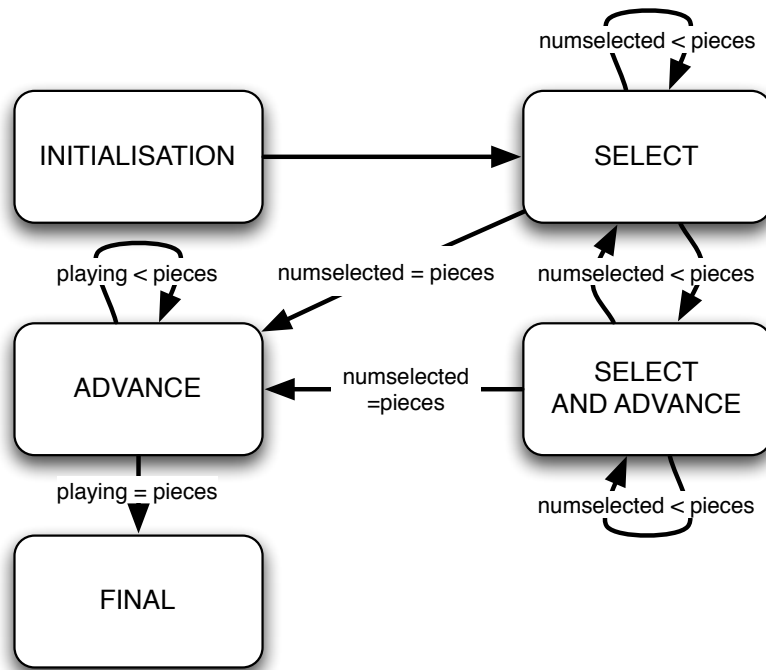 numselected < pieces
INITIALISATION
SELECT
playing < pieces
numselected = pieces
numselected < pieces
ADVANCE
numselected
=pieces
SELECT
AND ADVANCE
playing = pieces
numselected < pieces
FINAL